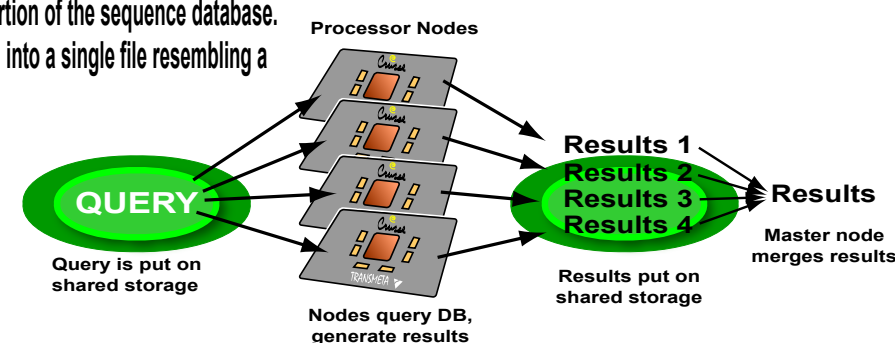 rtion of the sequence database.
into a single file resembling a
Processor Nodes
Crusoe
Crusoe
Crusoe
Crusoe
TRANSMETA
QUERY
Query is put on
shared storage
Nodes query DB,
generate results
Results 1
Results 2
Results 3
Results 4
Results put on
shared storage
Results
Master node
merges results